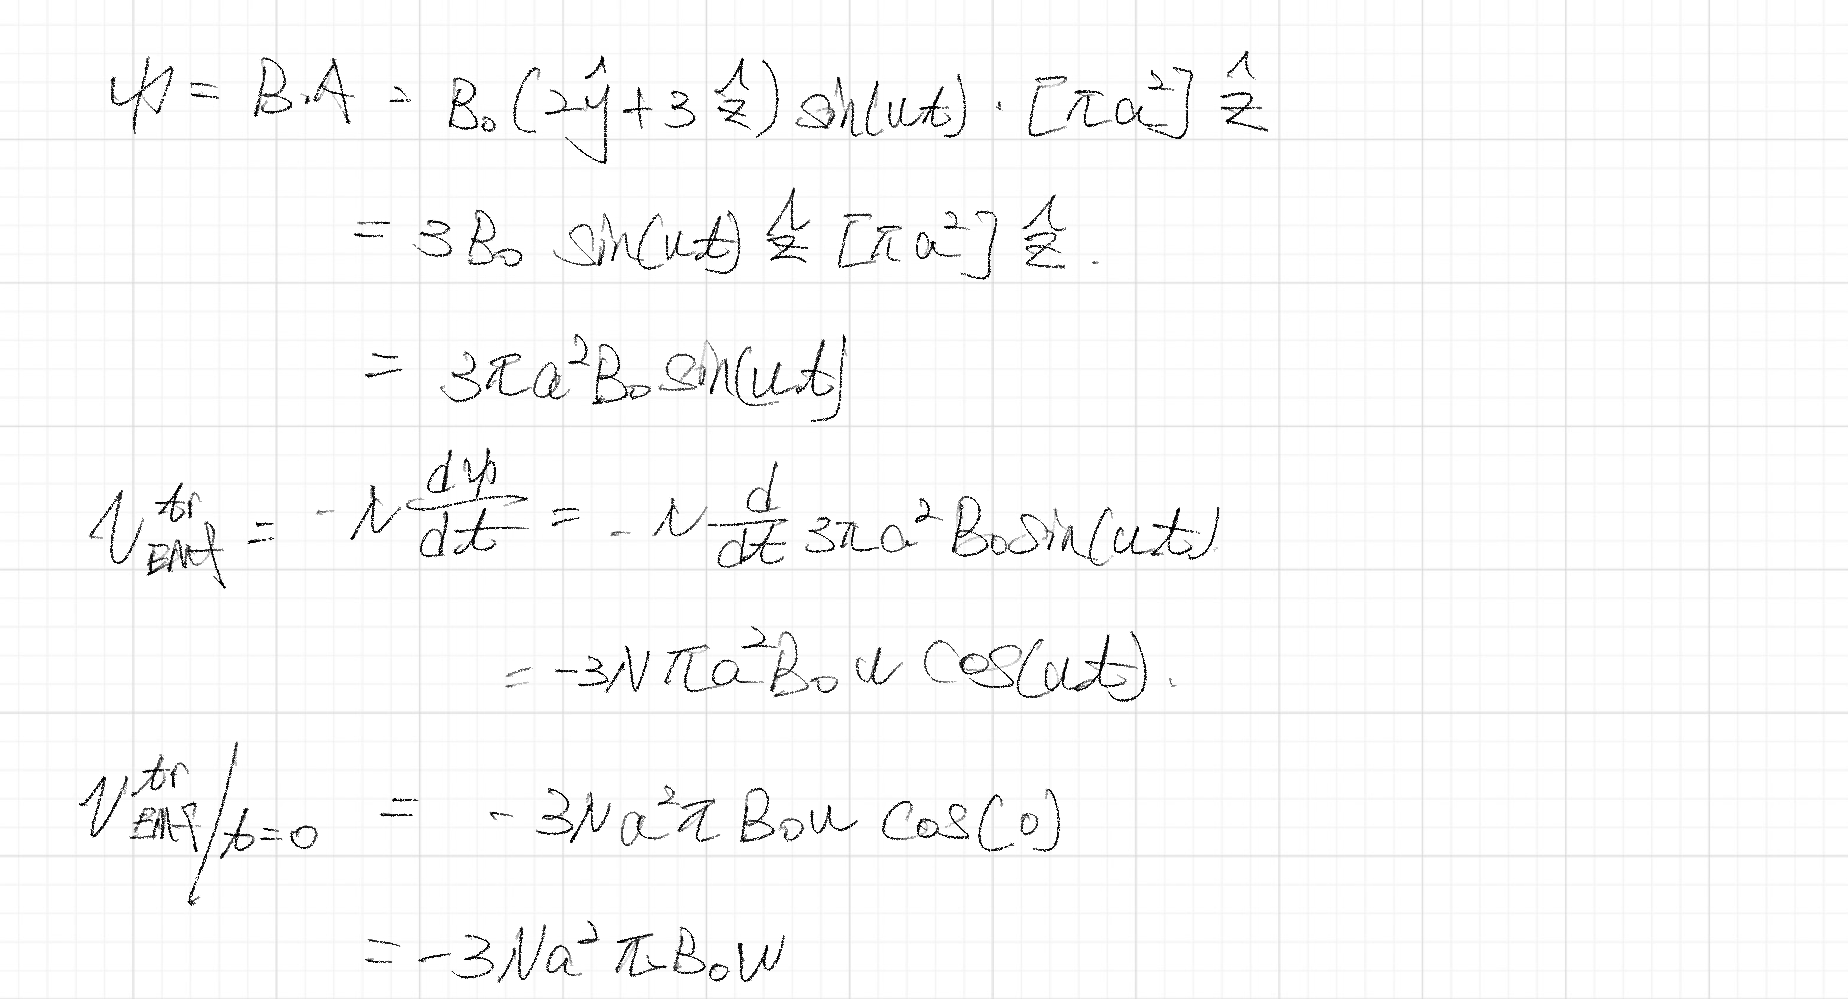 ψ = B.A = B₀(2ŷ+3ẑ) sin(ωt)·[πa²] ẑ
= 3B₀ sin(ωt) ẑ [πa²] ẑ.
= 3πa²B₀ sin(ωt)
V^tr_EMf = -N dψ/dt = -N d/dt 3πa²B₀ sin(ωt)
= -3Nπa²B₀ω cos(ωt).
V^tr_EMf /t=0 = -3Na²πB₀ω cos(0)
= -3Na²πB₀ω